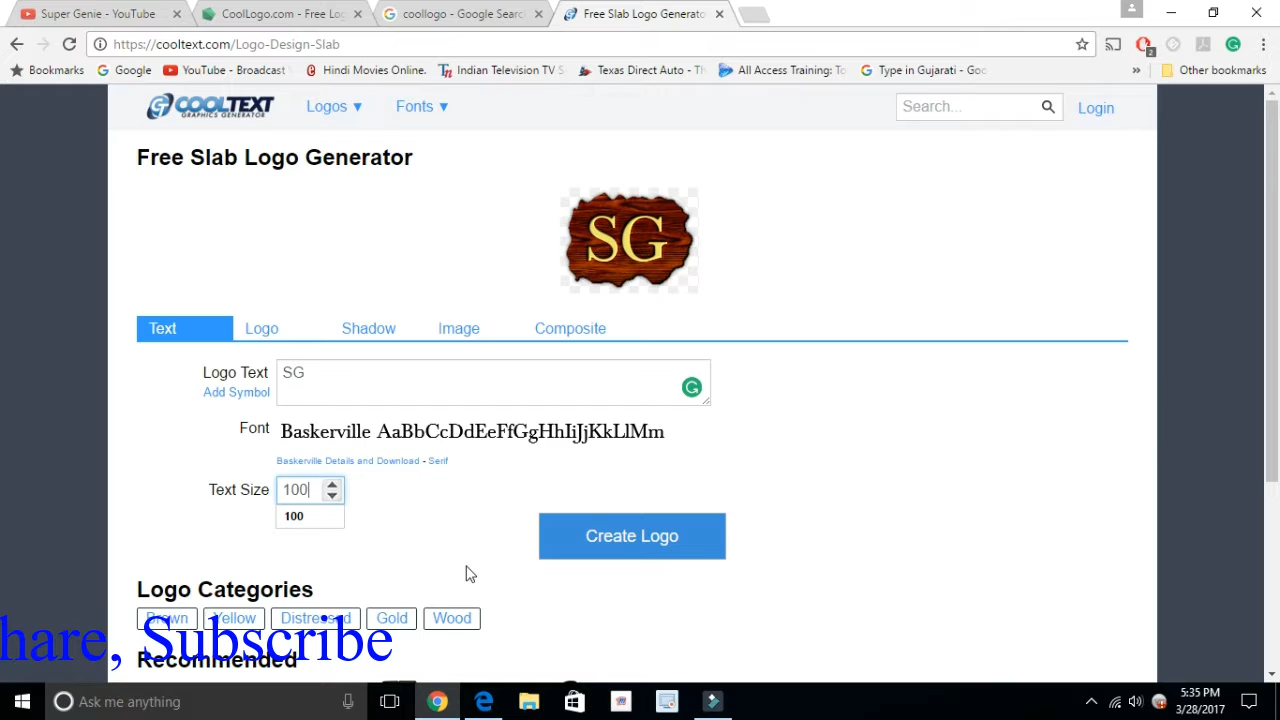 Super Genie - YouTube
CoolLogo.com - Free Log
coollogo - Google Searc
Free Slab Logo Generato
https://cooltext.com/Logo-Design-Slab
2
Bookmarks
Google
YouTube - Broadcast
Hindi Movies Online.
Indian Television TV S
Texas Direct Auto - Th
All Access Training: To
Type in Gujarati - Goo
»
Other bookmarks
COOLTEXT
GRAPHICS GENERATOR
Logos ▼
Fonts ▼
Search...
Login
Free Slab Logo Generator
SG
Text
Logo
Shadow
Image
Composite
Logo Text
SG
Add Symbol
Font
Baskerville AaBbCcDdEeFfGgHhIiJjKkLlMm
Baskerville Details and Download - Serif
Text Size
100
100
Create Logo
Logo Categories
Brown
Yellow
Distressed
Gold
Wood
hare, Subscribe
Recommended
Ask me anything
5:35 PM
3/28/2017